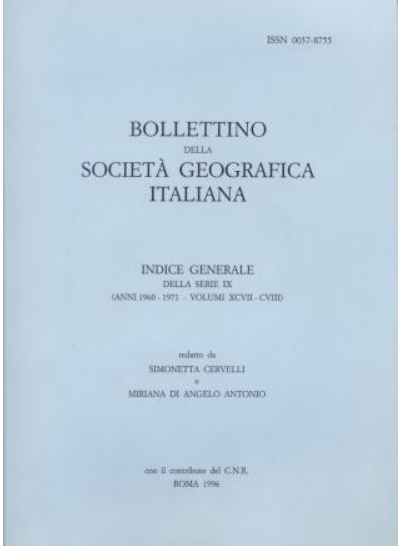 ISSN 0037-8755
BOLLETTINO
DELLA
SOCIETÀ GEOGRAFICA
ITALIANA
INDICE GENERALE
DELLA SERIE IX
(ANNI 1960 - 1971 - VOLUMI XCVII - CVIII)
redatto da
SIMONETTA CERVELLI
e
MIRIANA DI ANGELO ANTONIO
con il contributo del C.N.R.
ROMA 1996